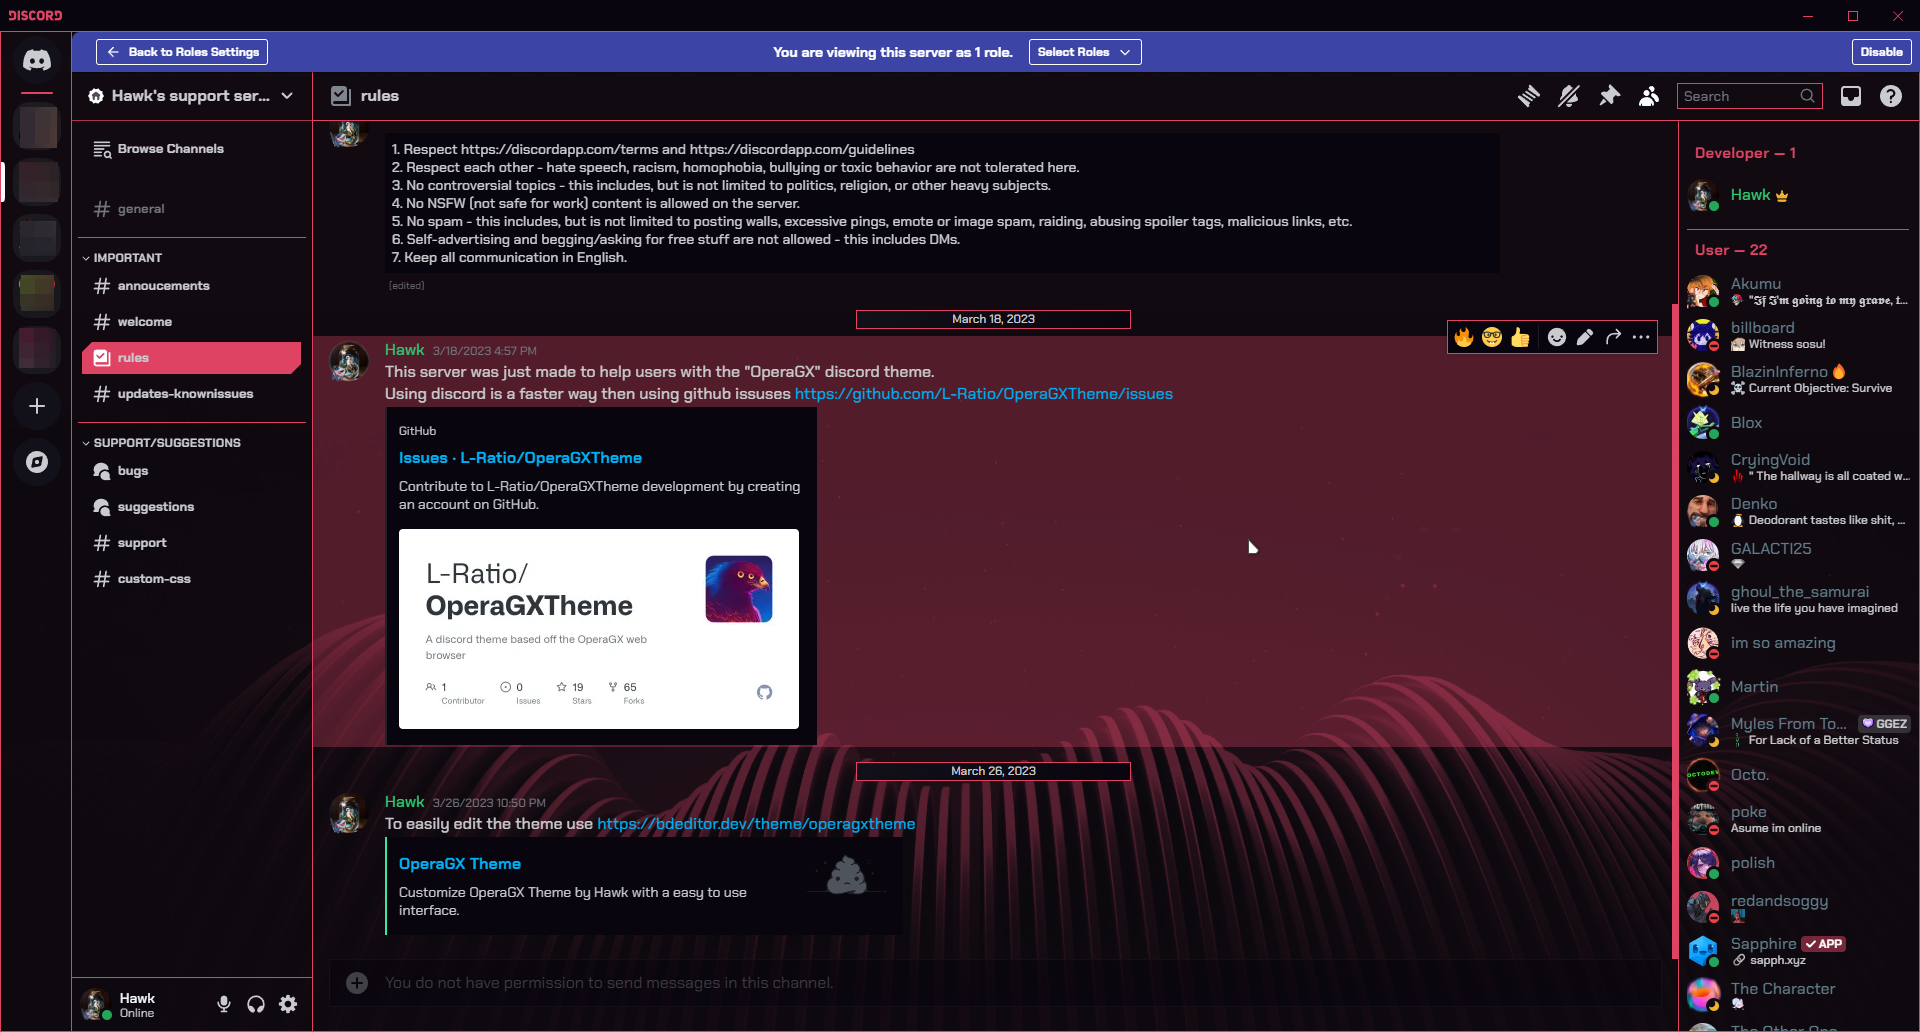 DISCORD
Back to Roles Settings
You are viewing this server as 1 role.
Select Roles
Disable
Hawk's support ser...
rules
Search
Browse Channels
general
IMPORTANT
annoucements
welcome
rules
updates-knownissues
SUPPORT/SUGGESTIONS
bugs
suggestions
support
custom-css
Hawk
Online
1. Respect https://discordapp.com/terms and https://discordapp.com/guidelines
2. Respect each other - hate speech, racism, homophobia, bullying or toxic behavior are not tolerated here.
3. No controversial topics - this includes, but is not limited to politics, religion, or other heavy subjects.
4. No NSFW (not safe for work) content is allowed on the server.
5. No spam - this includes, but is not limited to posting walls, excessive pings, emote or image spam, raiding, abusing spoiler tags, malicious links, etc.
6. Self-advertising and begging/asking for free stuff are not allowed - this includes DMs.
7. Keep all communication in English.
(edited)
March 18, 2023
Hawk 3/18/2023 4:57 PM
This server was just made to help users with the "OperaGX" discord theme.
Using discord is a faster way then using github issuses https://github.com/L-Ratio/OperaGXTheme/issues
GitHub
Issues · L-Ratio/OperaGXTheme
Contribute to L-Ratio/OperaGXTheme development by creating
an account on GitHub.
L-Ratio/
OperaGXTheme
A discord theme based off the OperaGX web
browser
1 0 19 65
Contributor Issues Stars Forks
March 26, 2023
Hawk 3/26/2023 10:50 PM
To easily edit the theme use https://bdeditor.dev/theme/operagxtheme
OperaGX Theme
Customize OperaGX Theme by Hawk with a easy to use
interface.
You do not have permission to send messages in this channel.
Developer — 1
Hawk
User — 22
Akumu
"𝕴𝖋 𝕴'𝖒 𝖌𝖔𝖎𝖓𝖌 𝖙𝖔 𝖒𝖞 𝖌𝖗𝖆𝖛𝖊, 𝖙...
billboard
Witness sosu!
BlazinInferno
Current Objective: Survive
Blox
CryingVoid
" The hallway is all coated w...
Denko
Deodorant tastes like shit, ...
GALACTI25
ghoul_the_samurai
live the life you have imagined
im so amazing
Martin
Myles From To... GGEZ
For Lack of a Better Status
OCTODEV
Octo.
poke
Asume im online
polish
redandsoggy
Sapphire APP
sapph.xyz
The Character
The Other One